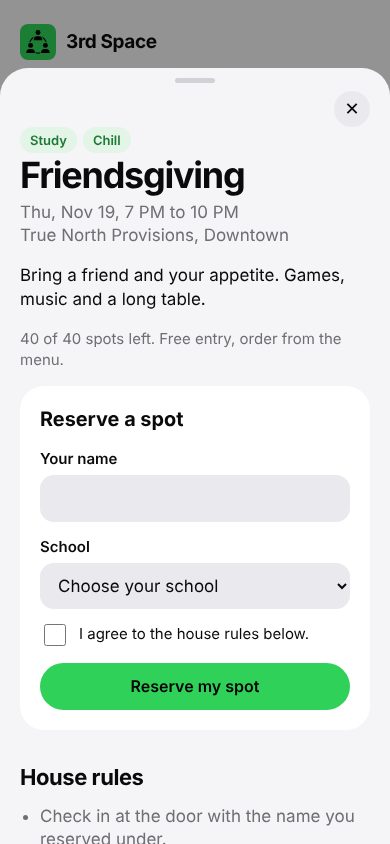 3rd Space
Study
Chill
Friendsgiving
Thu, Nov 19, 7 PM to 10 PM
True North Provisions, Downtown
Bring a friend and your appetite. Games,
music and a long table.
40 of 40 spots left. Free entry, order from the
menu.
Reserve a spot
Your name
School
Choose your school
I agree to the house rules below.
Reserve my spot
House rules
• Check in at the door with the name you
reserved under.